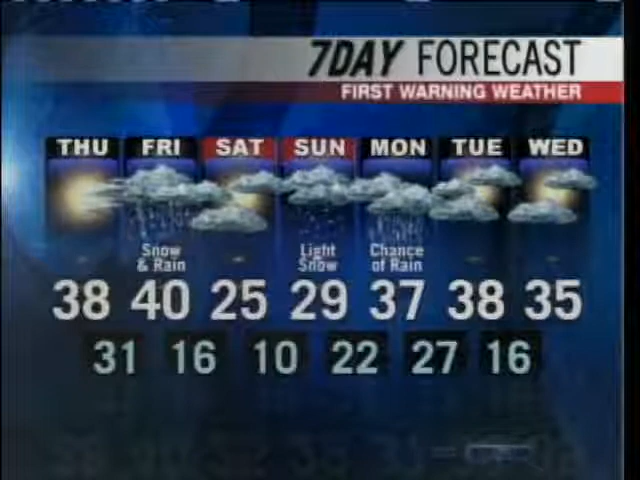 7DAY FORECAST
FIRST WARNING WEATHER
THU FRI SAT SUN MON TUE WED
Snow & Rain
Light Snow
Chance of Rain
38 40 25 29 37 38 35
31 16 10 22 27 16